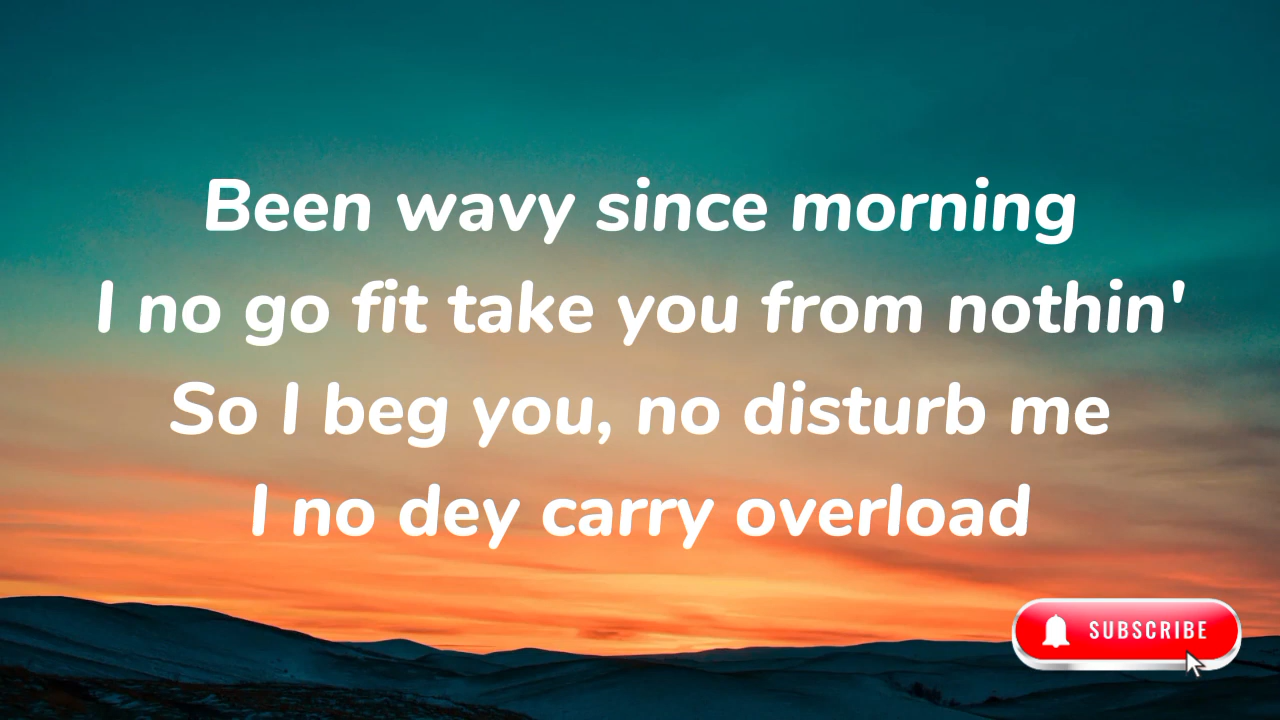 Been wavy since morning
I no go fit take you from nothin'
So I beg you, no disturb me
I no dey carry overload
SUBSCRIBE